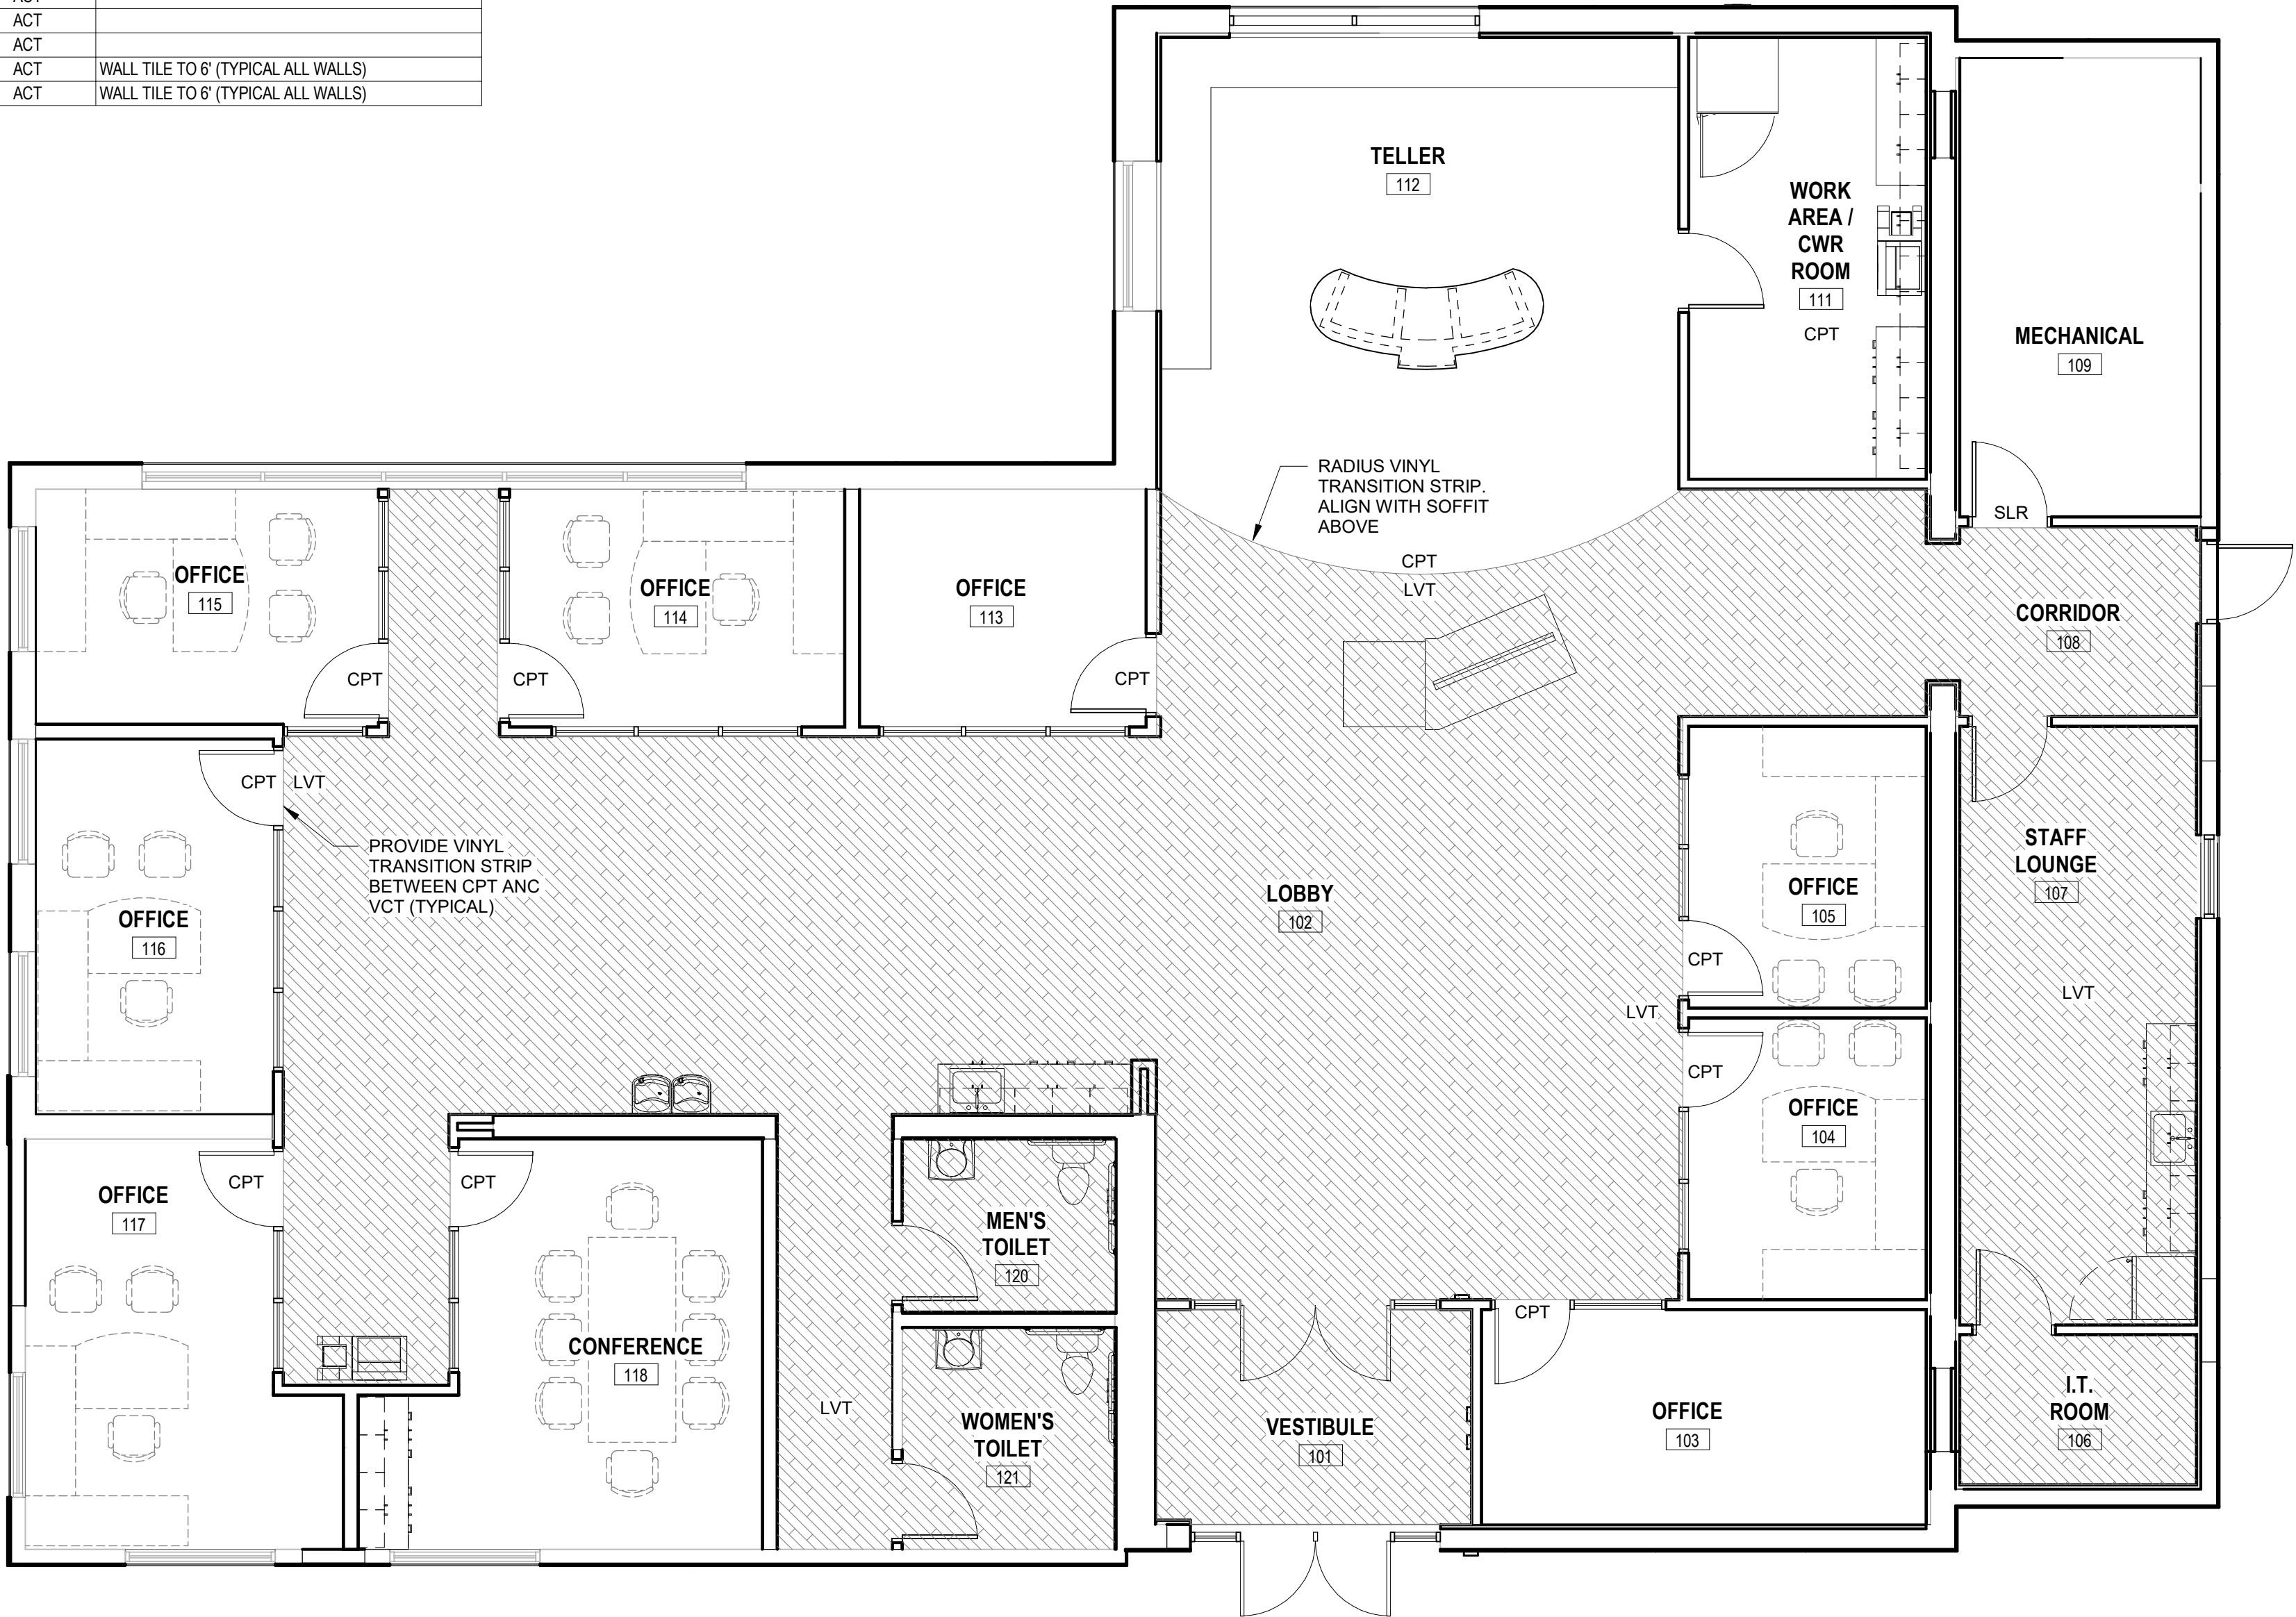 ACT
ACT
ACT
ACT WALL TILE TO 6' (TYPICAL ALL WALLS)
ACT WALL TILE TO 6' (TYPICAL ALL WALLS)
TELLER
112
WORK
AREA /
CWR
ROOM
111
CPT
MECHANICAL
109
RADIUS VINYL
TRANSITION STRIP.
ALIGN WITH SOFFIT
ABOVE
SLR
CPT
LVT
OFFICE
115
CPT
OFFICE
114
CPT
OFFICE
113
CPT
CORRIDOR
108
CPT LVT
PROVIDE VINYL
TRANSITION STRIP
BETWEEN CPT ANC
VCT (TYPICAL)
OFFICE
116
LOBBY
102
OFFICE
105
CPT
LVT
STAFF
LOUNGE
107
LVT
CPT
OFFICE
104
OFFICE
117
CPT
CPT
MEN'S
TOILET
120
CONFERENCE
118
LVT
WOMEN'S
TOILET
121
VESTIBULE
101
CPT
OFFICE
103
I.T.
ROOM
106